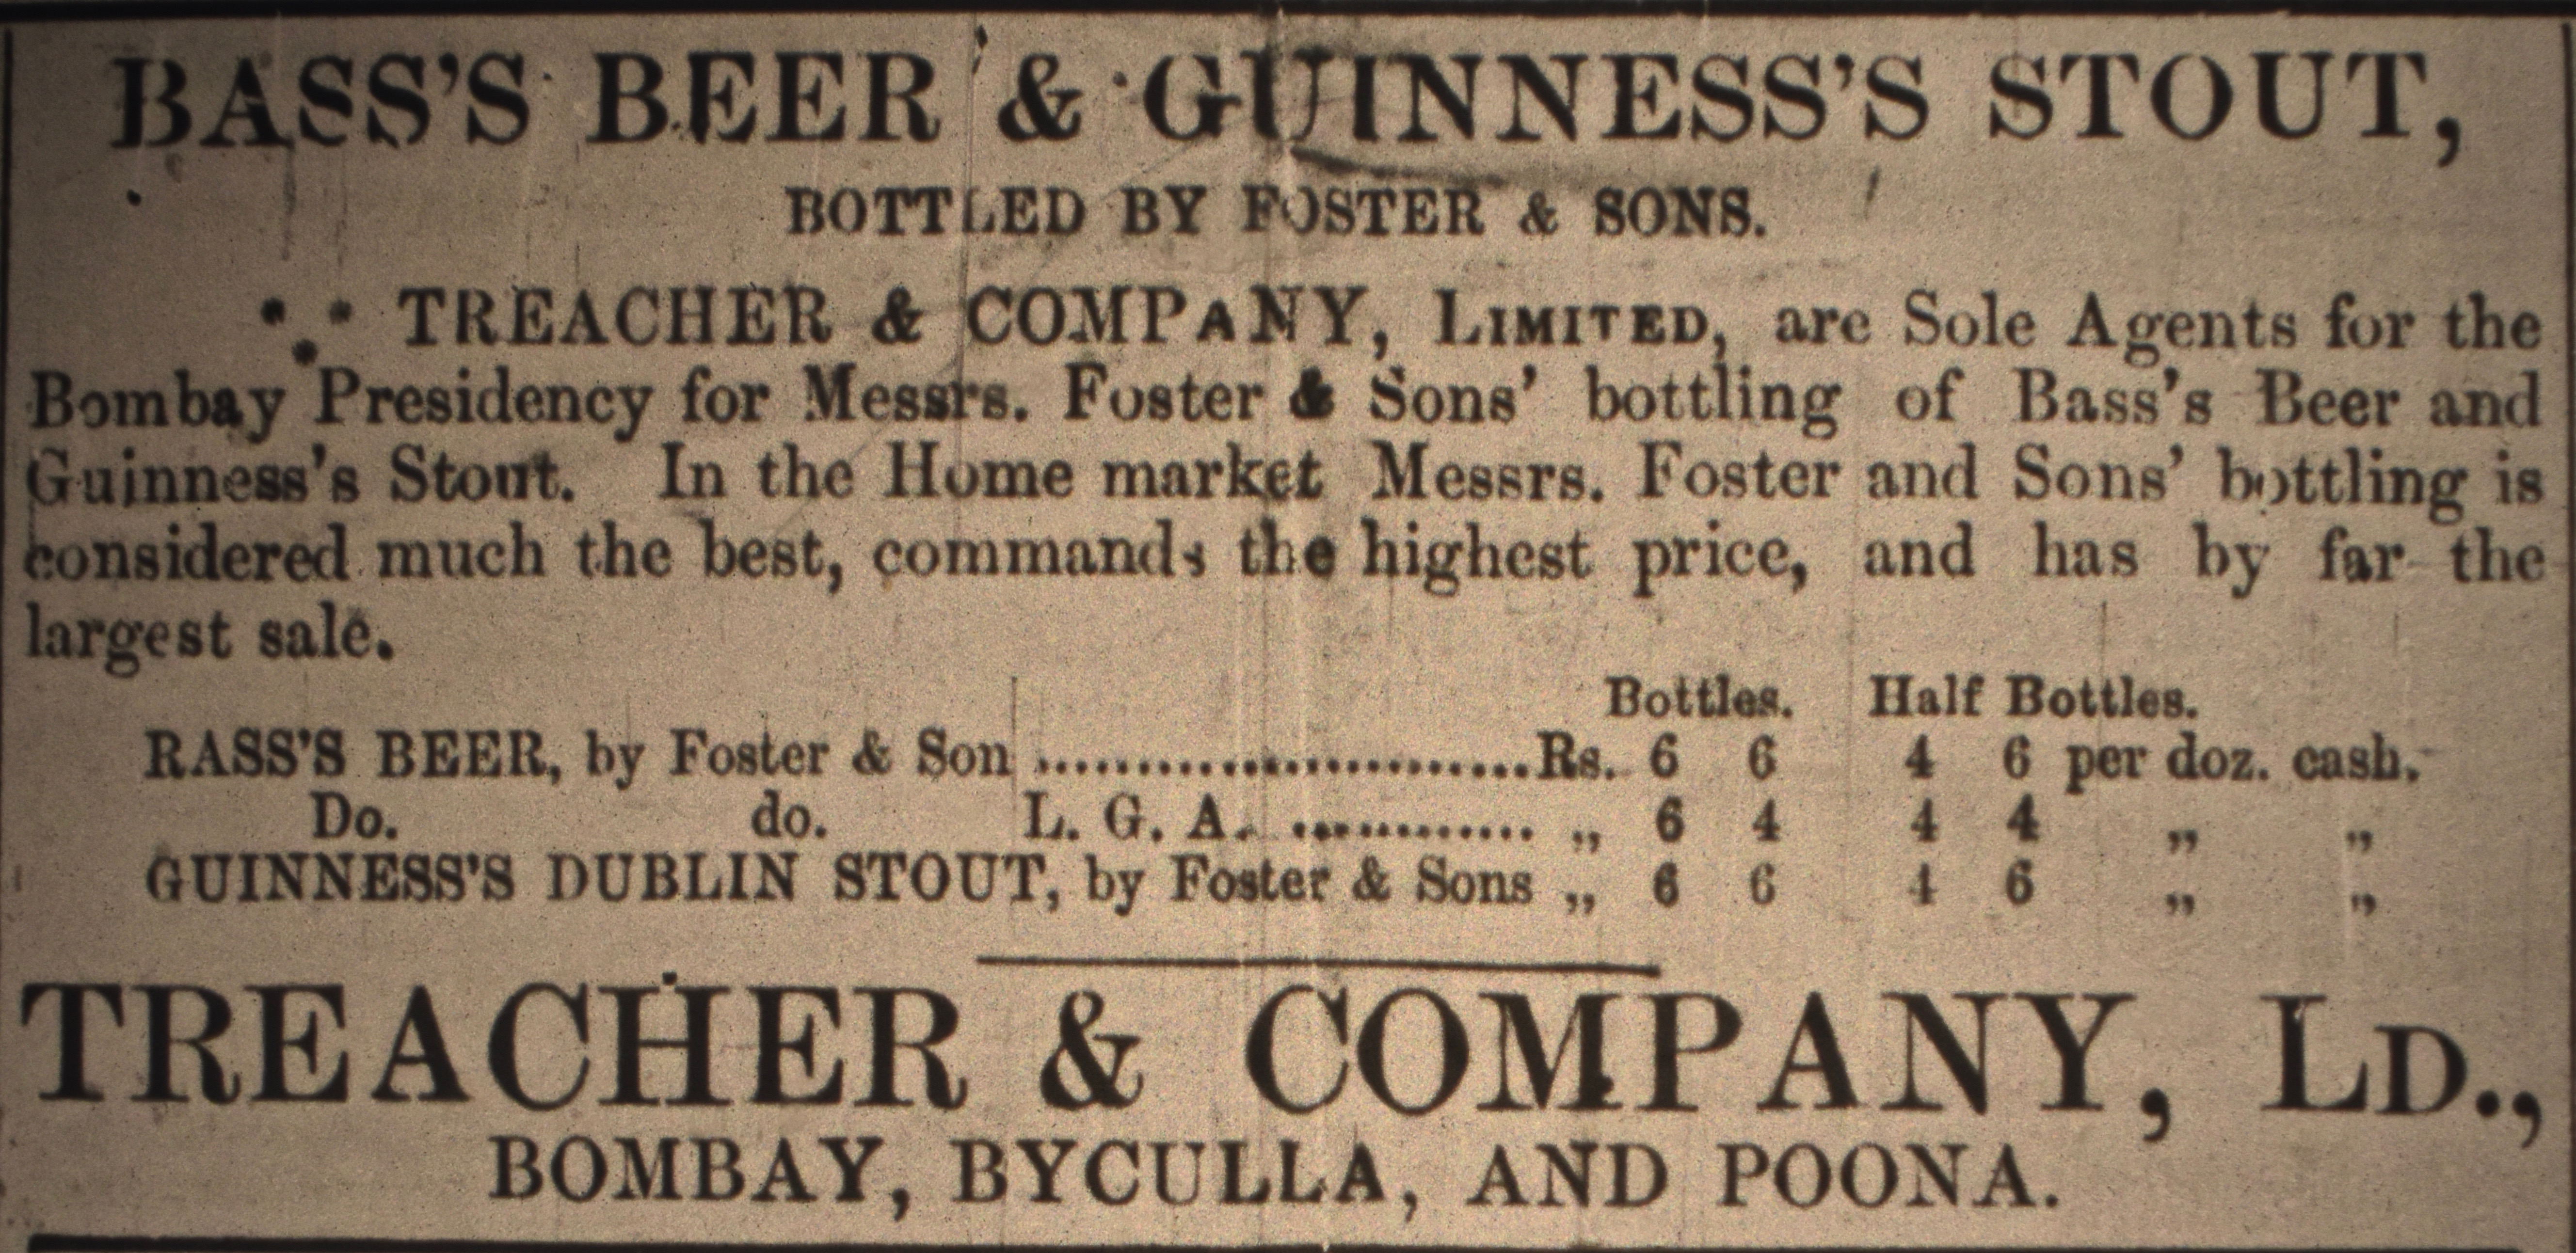 BASS'S BEER & GUINNESS'S STOUT,
BOTTLED BY FOSTER & SONS.
TREACHER & COMPANY, LIMITED, are Sole Agents for the
Bombay Presidency for Messrs. Foster & Sons' bottling of Bass's Beer and
Guinness's Stout. In the Home market Messrs. Foster and Sons' bottling is
considered much the best, commands the highest price, and has by far the
largest sale.
Bottles. Half Bottles.
RASS'S BEER, by Foster & Son ........................Rs. 6 6 4 6 per doz. cash.
Do. do. L. G. A. ............ „ 6 4 4 4 „ „
GUINNESS'S DUBLIN STOUT, by Foster & Sons „ 6 6 4 6 „ „
TREACHER & COMPANY, LD.,
BOMBAY, BYCULLA, AND POONA.